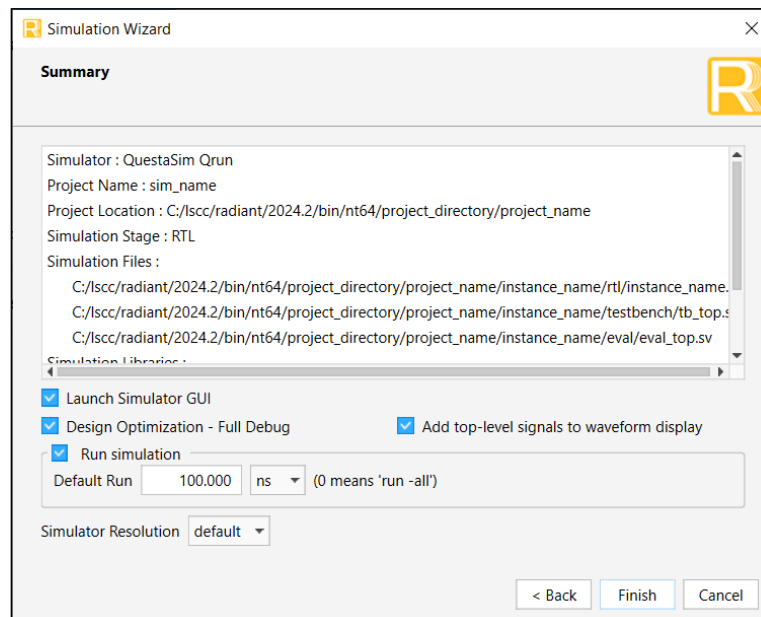 Simulation Wizard
Summary
Simulator : QuestaSim Qrun
Project Name : sim_name
Project Location : C:/lscc/radiant/2024.2/bin/nt64/project_directory/project_name
Simulation Stage : RTL
Simulation Files :
C:/lscc/radiant/2024.2/bin/nt64/project_directory/project_name/instance_name/rtl/instance_name.
C:/lscc/radiant/2024.2/bin/nt64/project_directory/project_name/instance_name/testbench/tb_top.s
C:/lscc/radiant/2024.2/bin/nt64/project_directory/project_name/instance_name/eval/eval_top.sv
Simulation Libraries :
Launch Simulator GUI
Design Optimization - Full Debug Add top-level signals to waveform display
Run simulation
Default Run 100.000 ns (0 means 'run -all')
Simulator Resolution default
< Back Finish Cancel